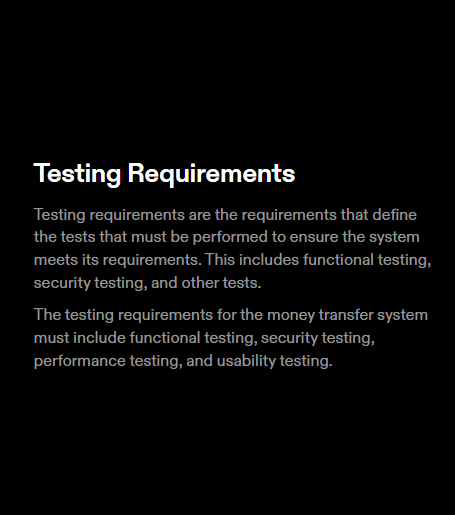 Testing Requirements
Testing requirements are the requirements that define
the tests that must be performed to ensure the system
meets its requirements. This includes functional testing,
security testing, and other tests.
The testing requirements for the money transfer system
must include functional testing, security testing,
performance testing, and usability testing.